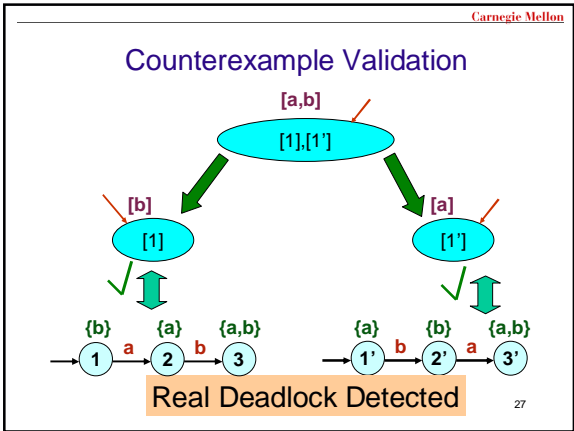 Carnegie Mellon
Counterexample Validation
[a,b]
[1],[1’]
[b] [a]
[1] [1’]
{b} {a} {a,b} {a} {b} {a,b}
1 a 2 b 3 1’ b 2’ a 3’
Real Deadlock Detected
27